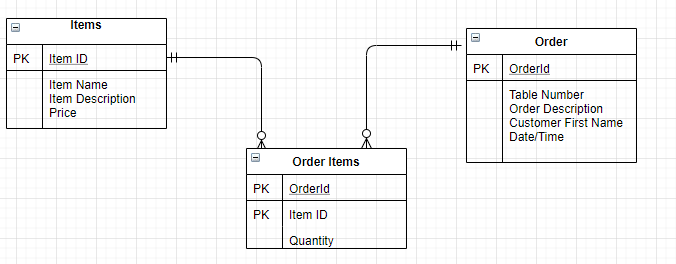 Items
PK Item ID
Item Name
Item Description
Price
Order
PK OrderId
Table Number
Order Description
Customer First Name
Date/Time
Order Items
PK OrderId
PK Item ID
Quantity